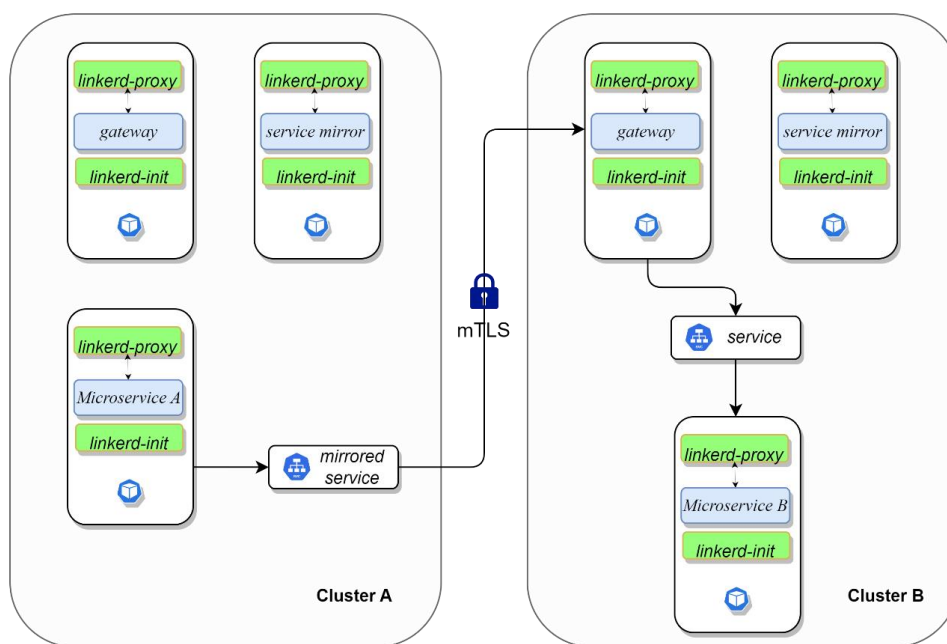 linkerd-proxy
gateway
linkerd-init
linkerd-proxy
service mirror
linkerd-init
linkerd-proxy
Microservice A
linkerd-init
mirrored
service
Cluster A
mTLS
linkerd-proxy
gateway
linkerd-init
linkerd-proxy
service mirror
linkerd-init
service
linkerd-proxy
Microservice B
linkerd-init
Cluster B